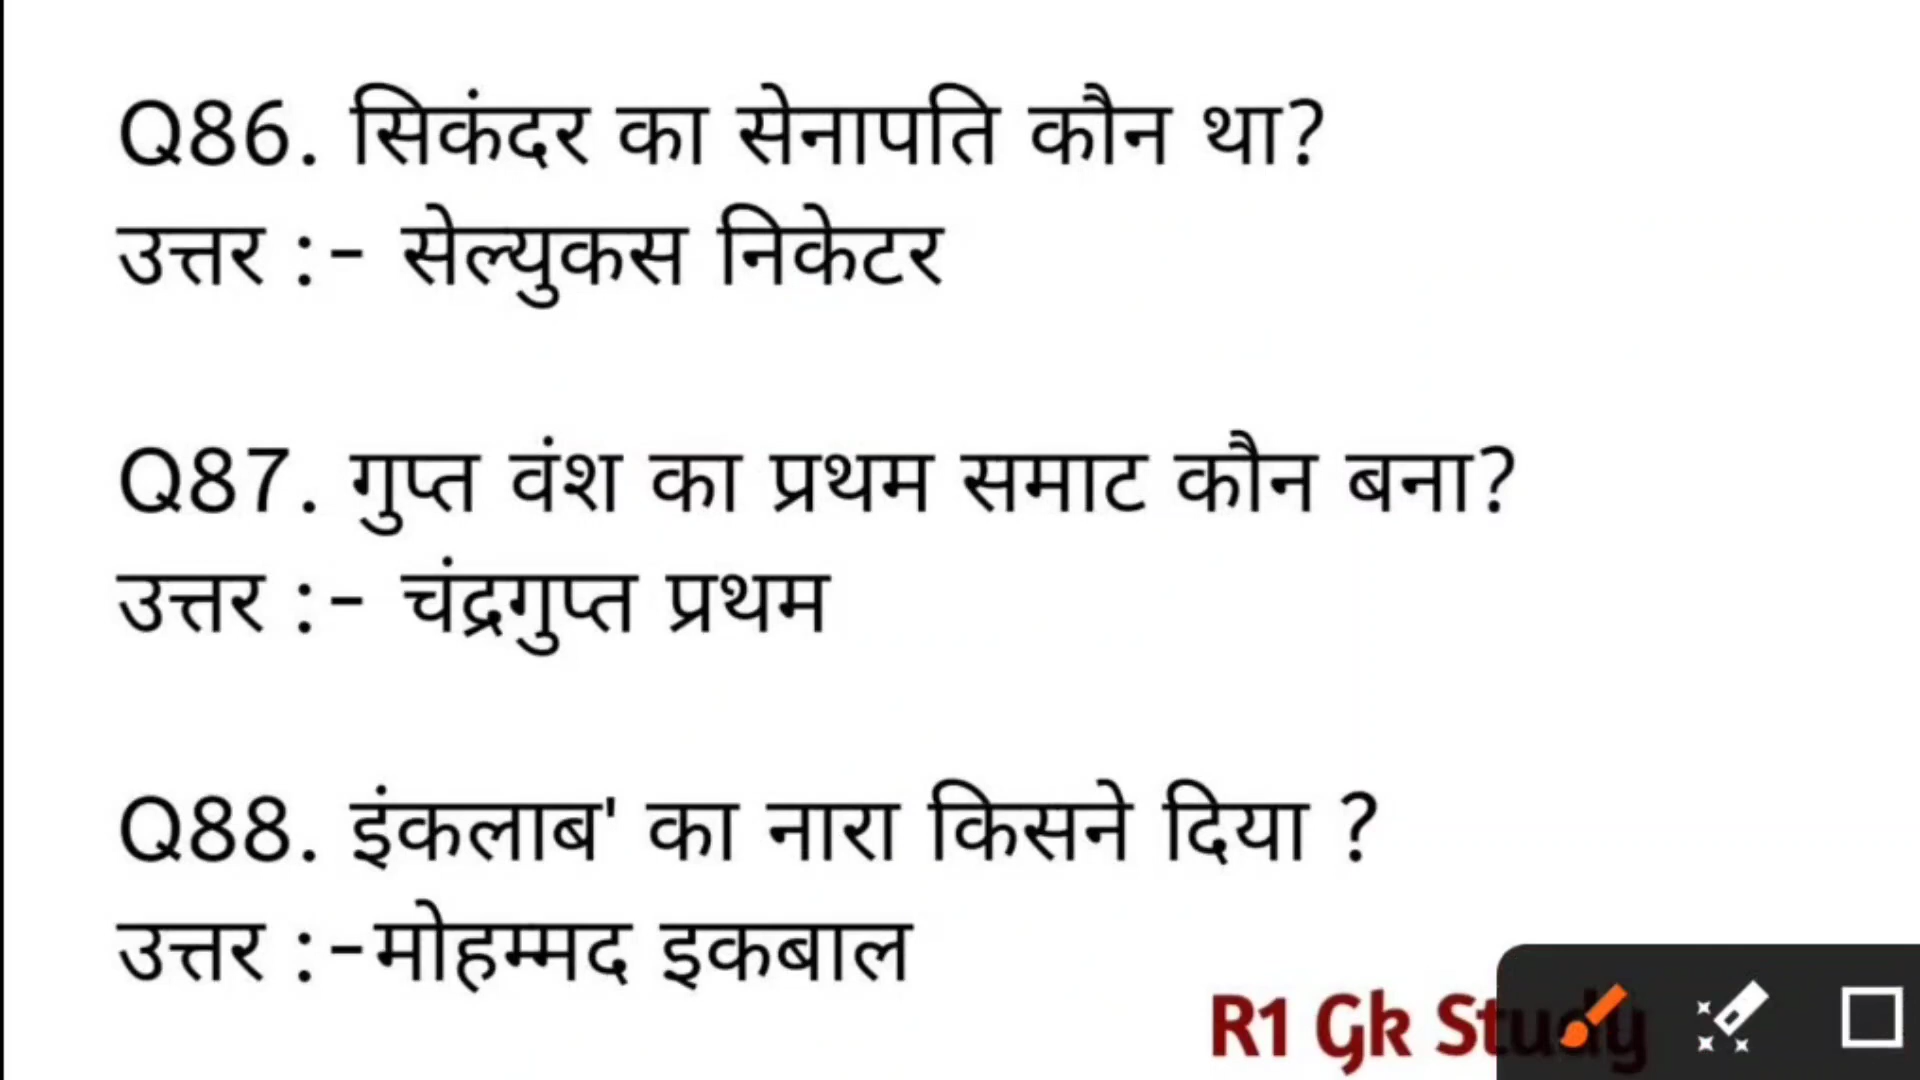 Q86. सिकंदर का सेनापति कौन था?
उत्तर :- सेल्युकस निकेटर
Q87. गुप्त वंश का प्रथम समाट कौन बना?
उत्तर :- चंद्रगुप्त प्रथम
Q88. इंकलाब' का नारा किसने दिया ?
उत्तर :-मोहम्मद इकबाल
R1 Gk Study